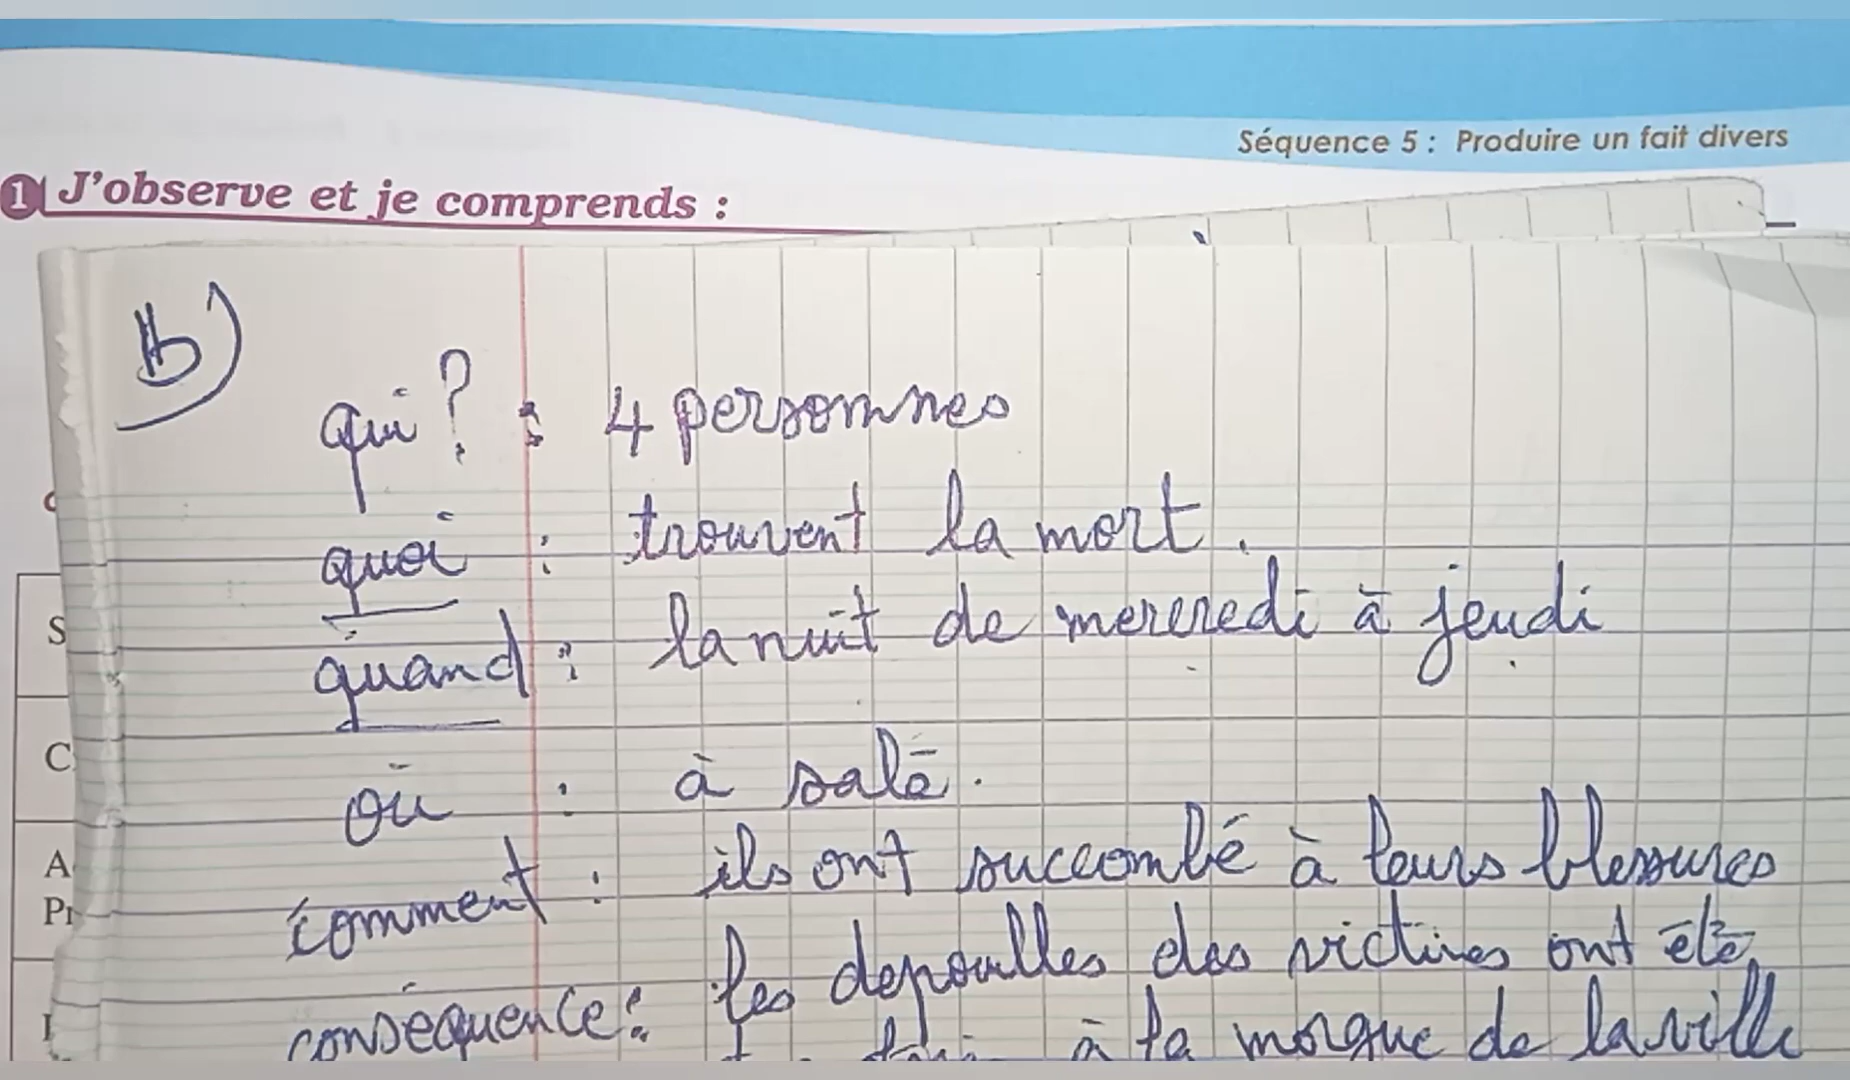 Séquence 5 : Produire un fait divers
1 J'observe et je comprends :
b)
qui ? : 4 personnes
quoi : trouvent la mort.
quand : la nuit de mercredi à jeudi
où : à salé.
comment : ils ont succombé à leurs blessures
conséquence : les depouilles des victimes ont été
à la morgue de la ville
S
C
A
Pr